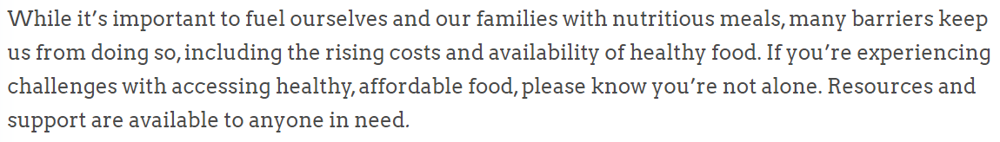 While it’s important to fuel ourselves and our families with nutritious meals, many barriers keep
us from doing so, including the rising costs and availability of healthy food. If you’re experiencing
challenges with accessing healthy, affordable food, please know you’re not alone. Resources and
support are available to anyone in need.